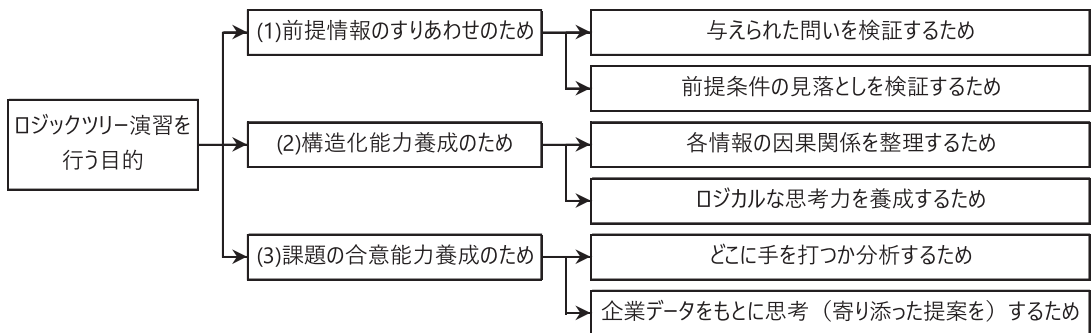 ロジックツリー演習を
行う目的
(1)前提情報のすりあわせのため
与えられた問いを検証するため
前提条件の見落としを検証するため
(2)構造化能力養成のため
各情報の因果関係を整理するため
ロジカルな思考力を養成するため
(3)課題の合意能力養成のため
どこに手を打つか分析するため
企業データをもとに思考（寄り添った提案を）するため